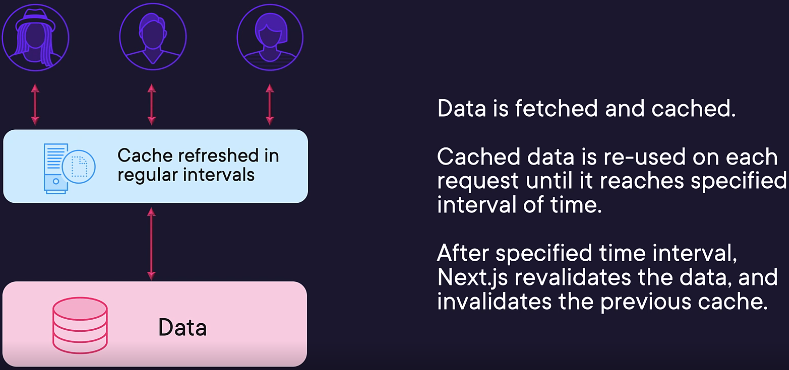 Cache refreshed in
regular intervals
Data
Data is fetched and cached.
Cached data is re-used on each
request until it reaches specified
interval of time.
After specified time interval,
Next.js revalidates the data, and
invalidates the previous cache.